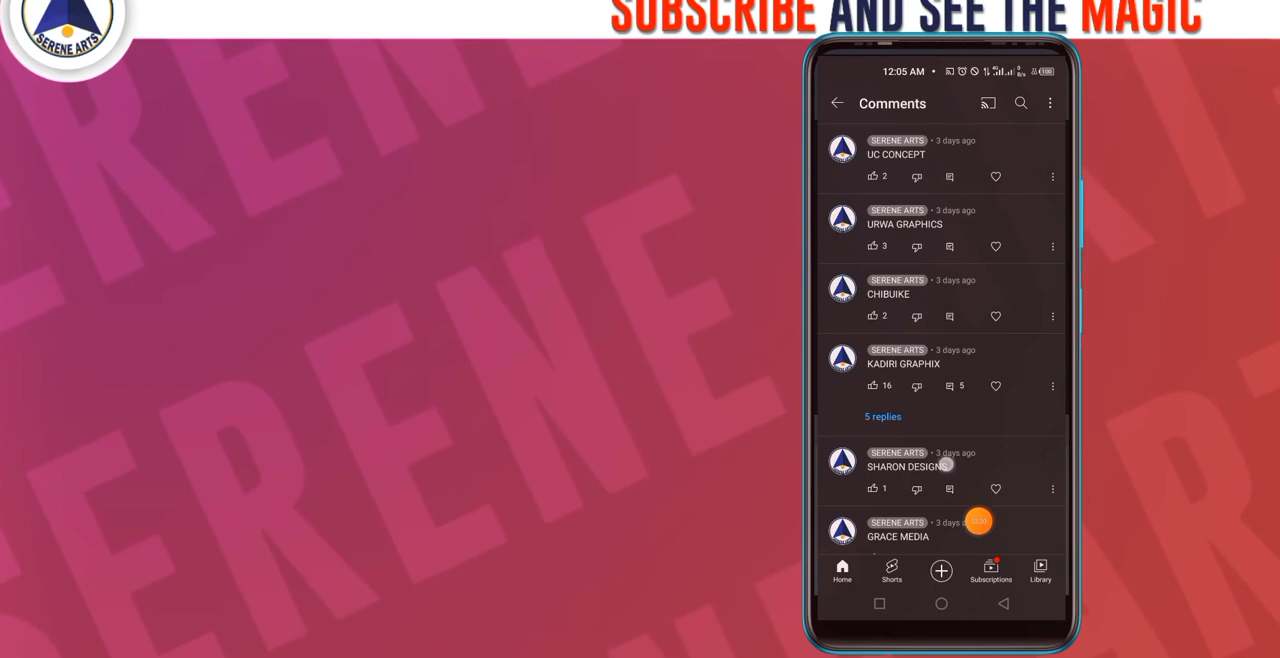 SUBSCRIBE AND SEE THE MAGIC
SERENE ARTS
SERENE
SERENE
12:05 AM
Comments
SERENE ARTS • 3 days ago
UC CONCEPT
2
SERENE ARTS • 3 days ago
URWA GRAPHICS
3
SERENE ARTS • 3 days ago
CHIBUIKE
2
SERENE ARTS • 3 days ago
KADIRI GRAPHIX
16 5
5 replies
SERENE ARTS • 3 days ago
SHARON DESIGNS
1
SERENE ARTS • 3 days
GRACE MEDIA
Home Shorts Subscriptions Library